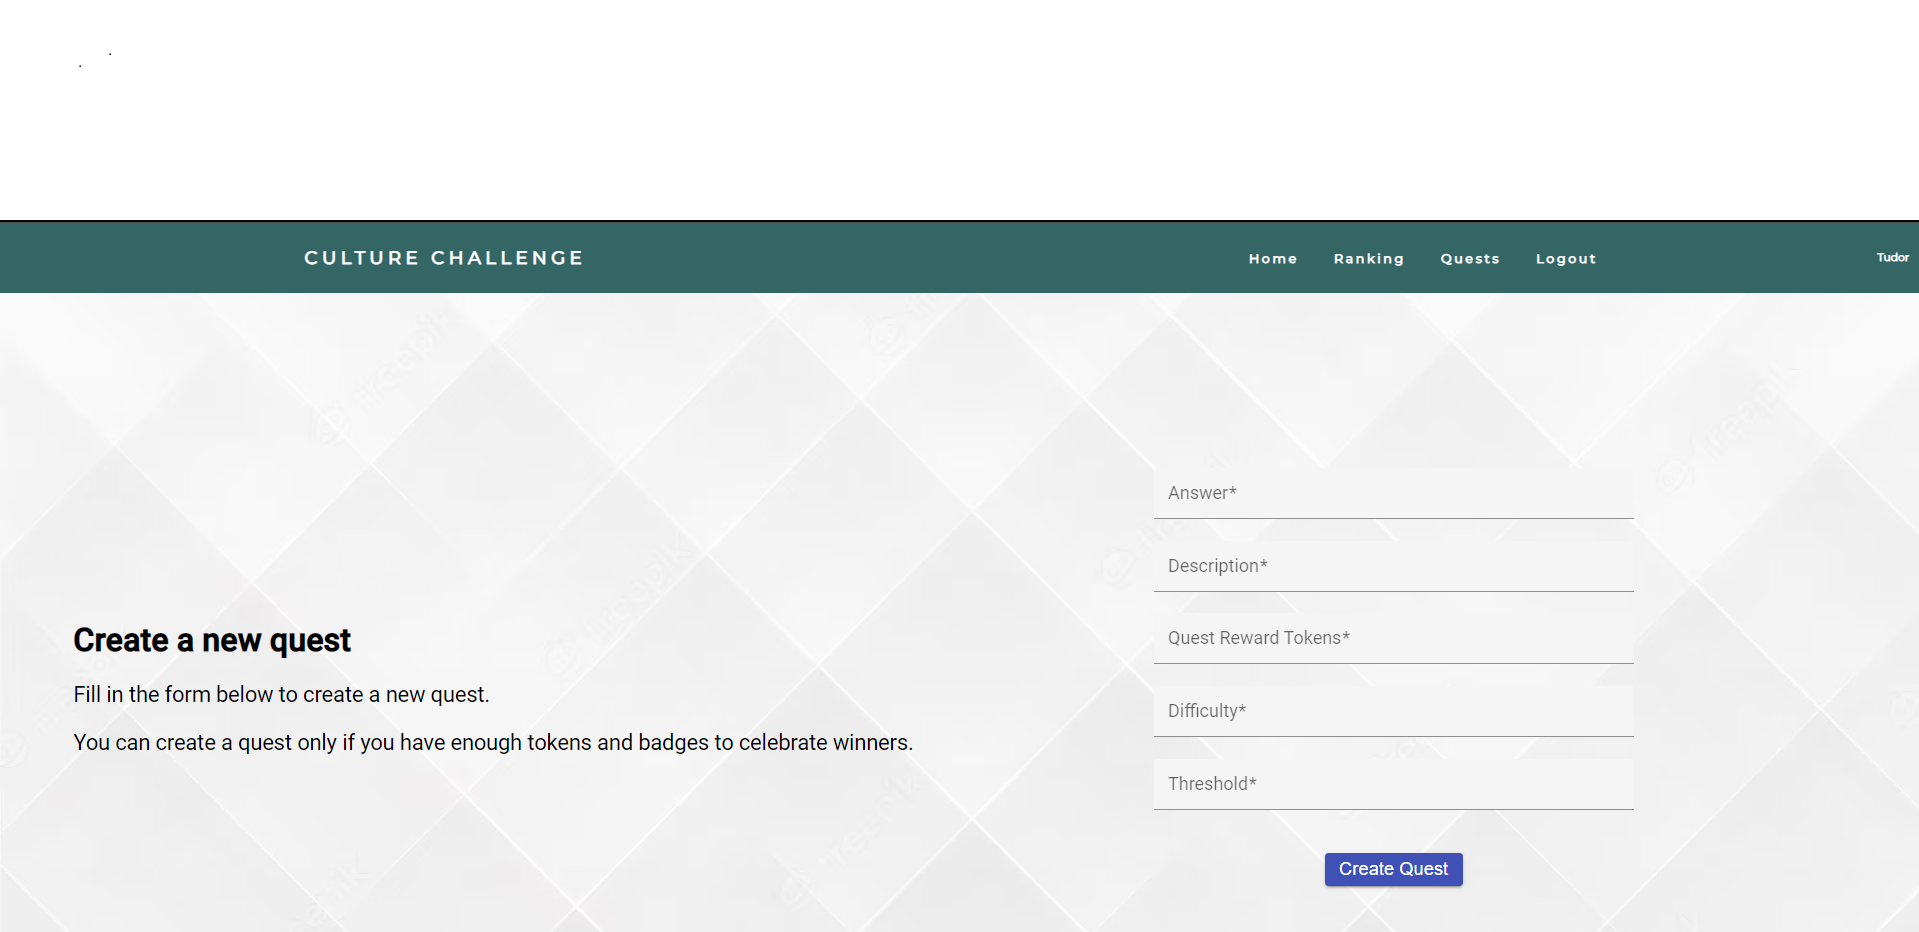 CULTURE CHALLENGE
Home Ranking Quests Logout
Tudor
Answer*
Description*
Quest Reward Tokens*
Difficulty*
Threshold*
Create Quest
Create a new quest
Fill in the form below to create a new quest.
You can create a quest only if you have enough tokens and badges to celebrate winners.
freepik